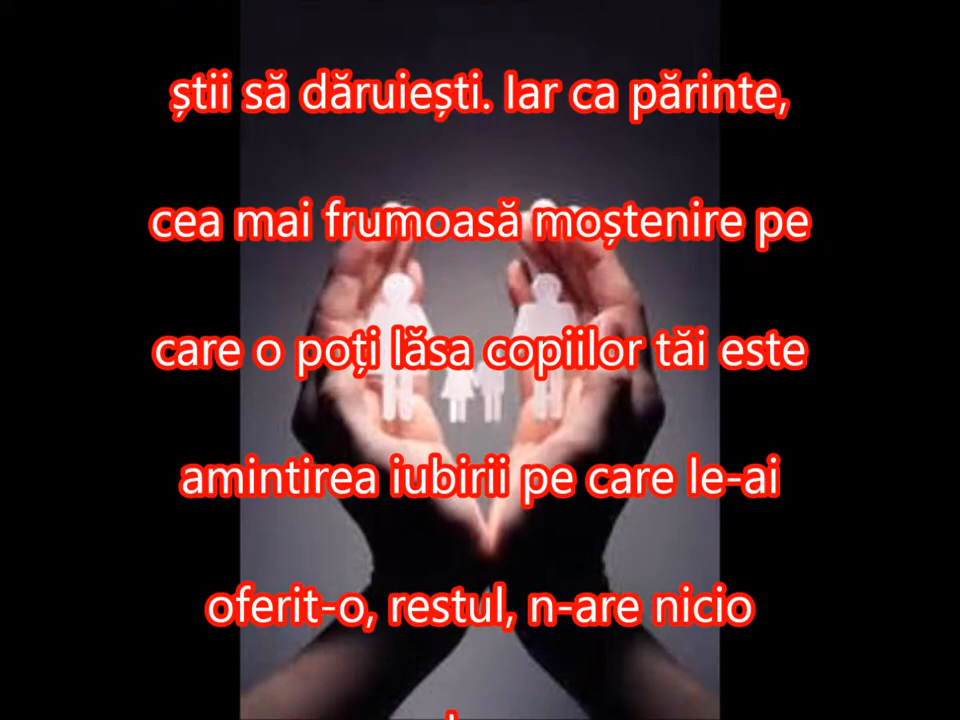 știi să dăruiești. Iar ca părinte,
cea mai frumoasă moștenire pe
care o poți lăsa copiilor tăi este
amintirea iubirii pe care le-ai
oferit-o, restul, n-are nicio